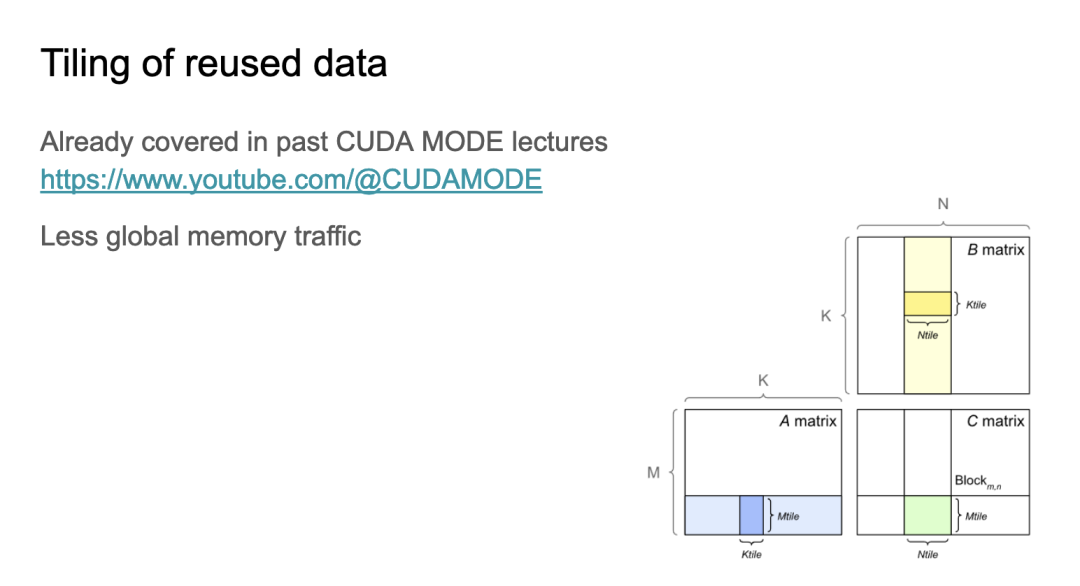 Tiling of reused data
Already covered in past CUDA MODE lectures
https://www.youtube.com/@CUDAMODE
Less global memory traffic
N
B matrix
K
Ktile
Ntile
K
A matrix
C matrix
M
Block m,n
Mtile
Mtile
Ktile
Ntile